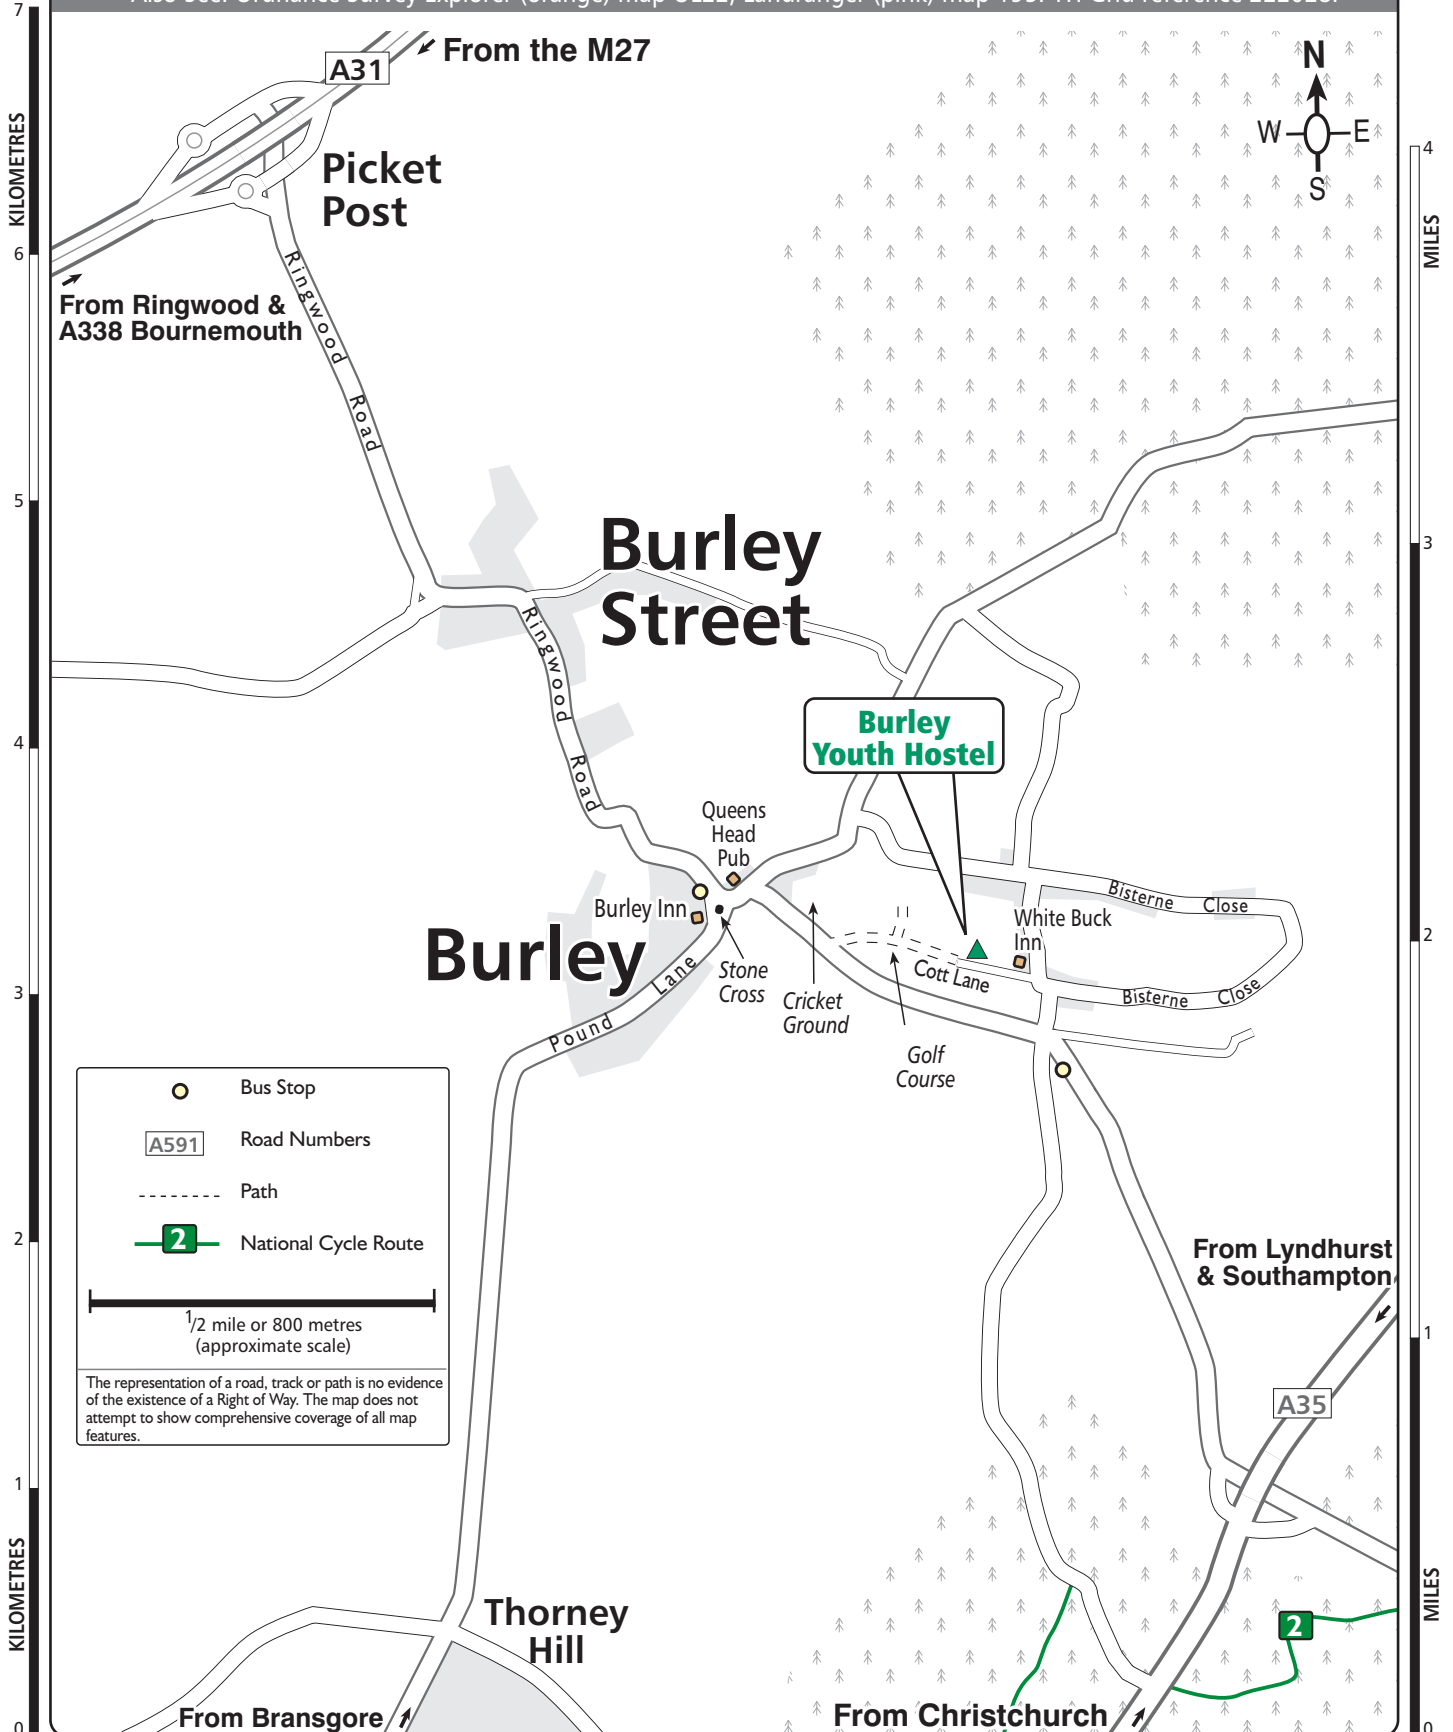 7
KILOMETRES
6
5
4
3
2
1
KILOMETRES
0
From the M27
A31
Picket
Post
From Ringwood &
A338 Bournemouth
Ringwood Road
N
W E
S
4
MILES
3
2
1
MILES
0
Burley
Street
Ringwood Road
Burley
Youth Hostel
Queens
Head
Pub
Burley Inn
Burley
Pound Lane
Stone
Cross
Cricket
Ground
Golf
Course
Cott Lane
White Buck
Inn
Bisterne Close
Bisterne Close
Bus Stop
A591 Road Numbers
Path
2 National Cycle Route
1/2 mile or 800 metres
(approximate scale)
The representation of a road, track or path is no evidence
of the existence of a Right of Way. The map does not
attempt to show comprehensive coverage of all map
features.
From Lyndhurst
& Southampton
A35
2
Thorney
Hill
From Bransgore
From Christchurch